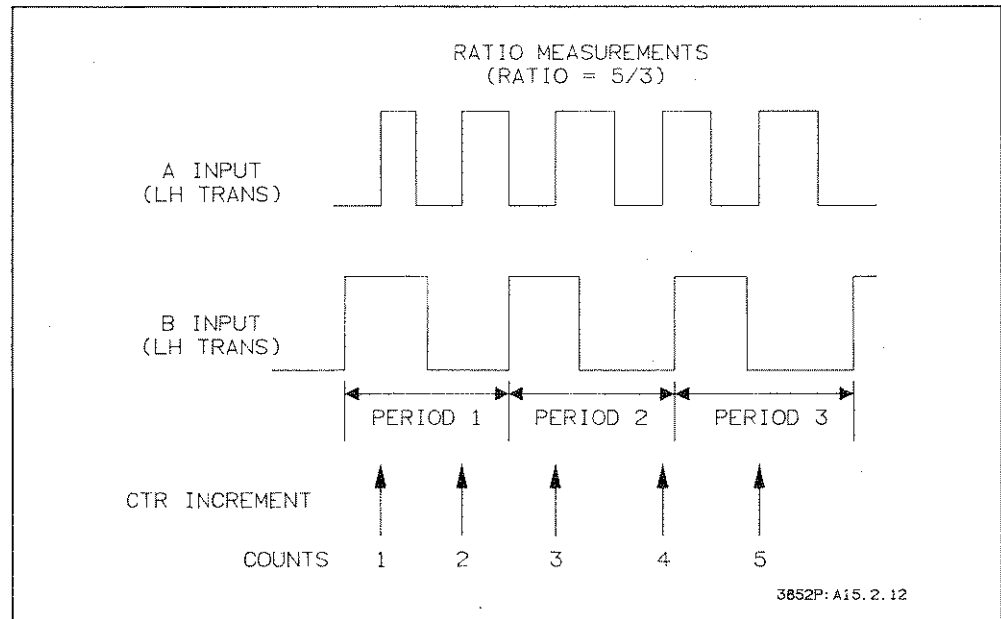 RATIO MEASUREMENTS
(RATIO = 5/3)
A INPUT
(LH TRANS)
B INPUT
(LH TRANS)
PERIOD 1 PERIOD 2 PERIOD 3
CTR INCREMENT
COUNTS 1 2 3 4 5
3852P: A15.2.12